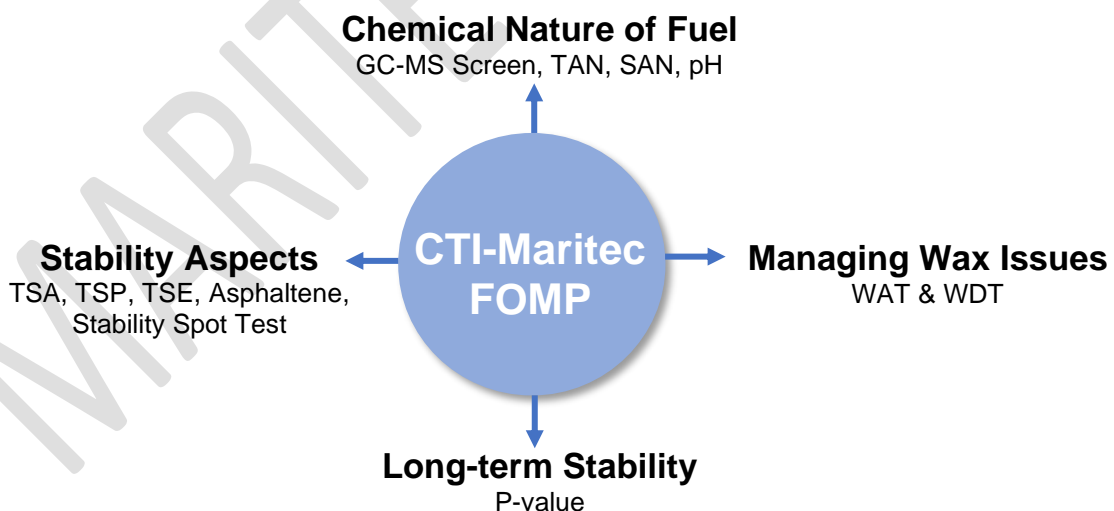 Chemical Nature of Fuel
GC-MS Screen, TAN, SAN, pH
Stability Aspects
TSA, TSP, TSE, Asphaltene,
Stability Spot Test
CTI-Maritec
FOMP
Managing Wax Issues
WAT & WDT
Long-term Stability
P-value
MARITE